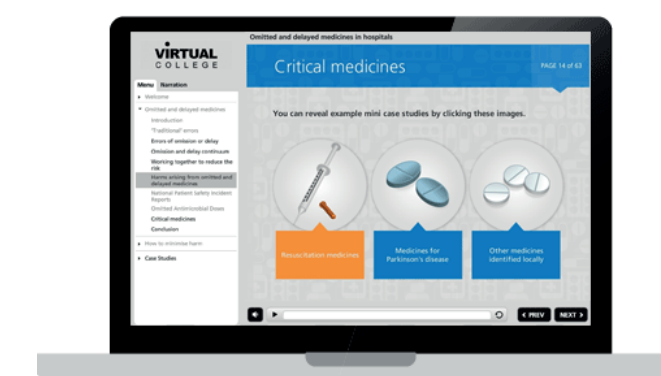 Omitted and delayed medicines in hospitals
VIRTUAL
COLLEGE
Critical medicines
PAGE 14 of 63
Menu Narration
Welcome
Omitted and delayed medicines
Introduction
"Traditional" errors
Errors of omission or delay
Omission and delay continuum
Working together to reduce the
risk
Harms arising from omitted and
delayed medicines
National Patient Safety Incident
Reports
Omitted Antimicrobial Doses
Critical medicines
Conclusion
How to minimise harm
Case Studies
You can reveal example mini case studies by clicking these images.
Resuscitation medicines
Medicines for
Parkinson's disease
Other medicines
identified locally
PREV
NEXT